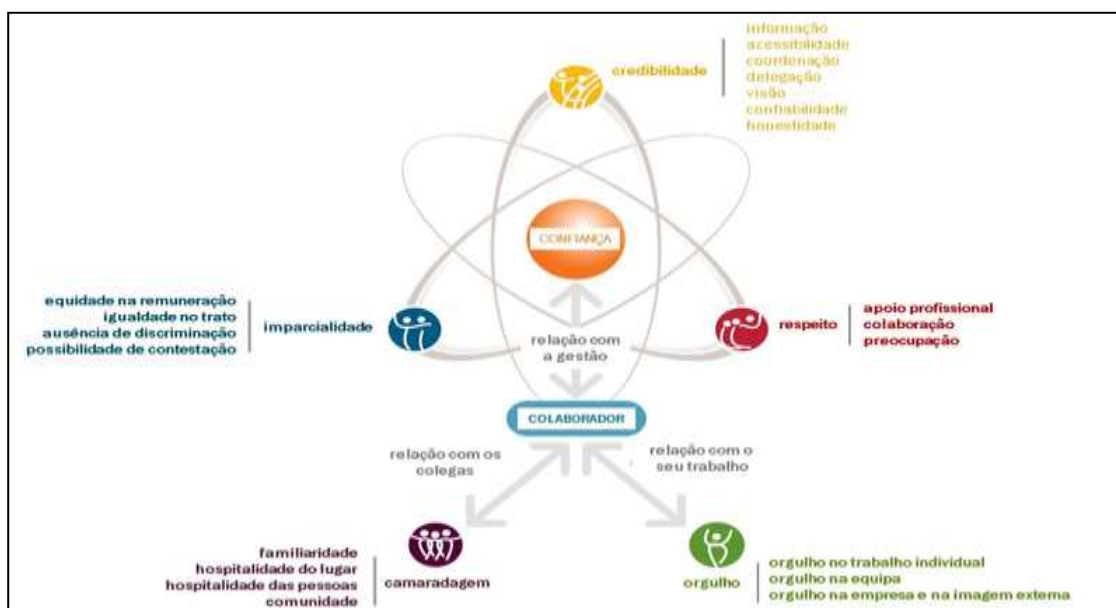 informação
acessibilidade
coordenação
delegação
visão
confiabilidade
honestidade
credibilidade
CONFIANÇA
equidade na remuneração
igualdade no trato
ausência de discriminação
possibilidade de contestação
imparcialidade
relação com
a gestão
respeito
apoio profissional
colaboração
preocupação
COLABORADOR
relação com os
colegas
relação com o
seu trabalho
familiaridade
hospitalidade do lugar
hospitalidade das pessoas
comunidade
camaradagem
orgulho
orgulho no trabalho individual
orgulho na equipa
orgulho na empresa e na imagem externa